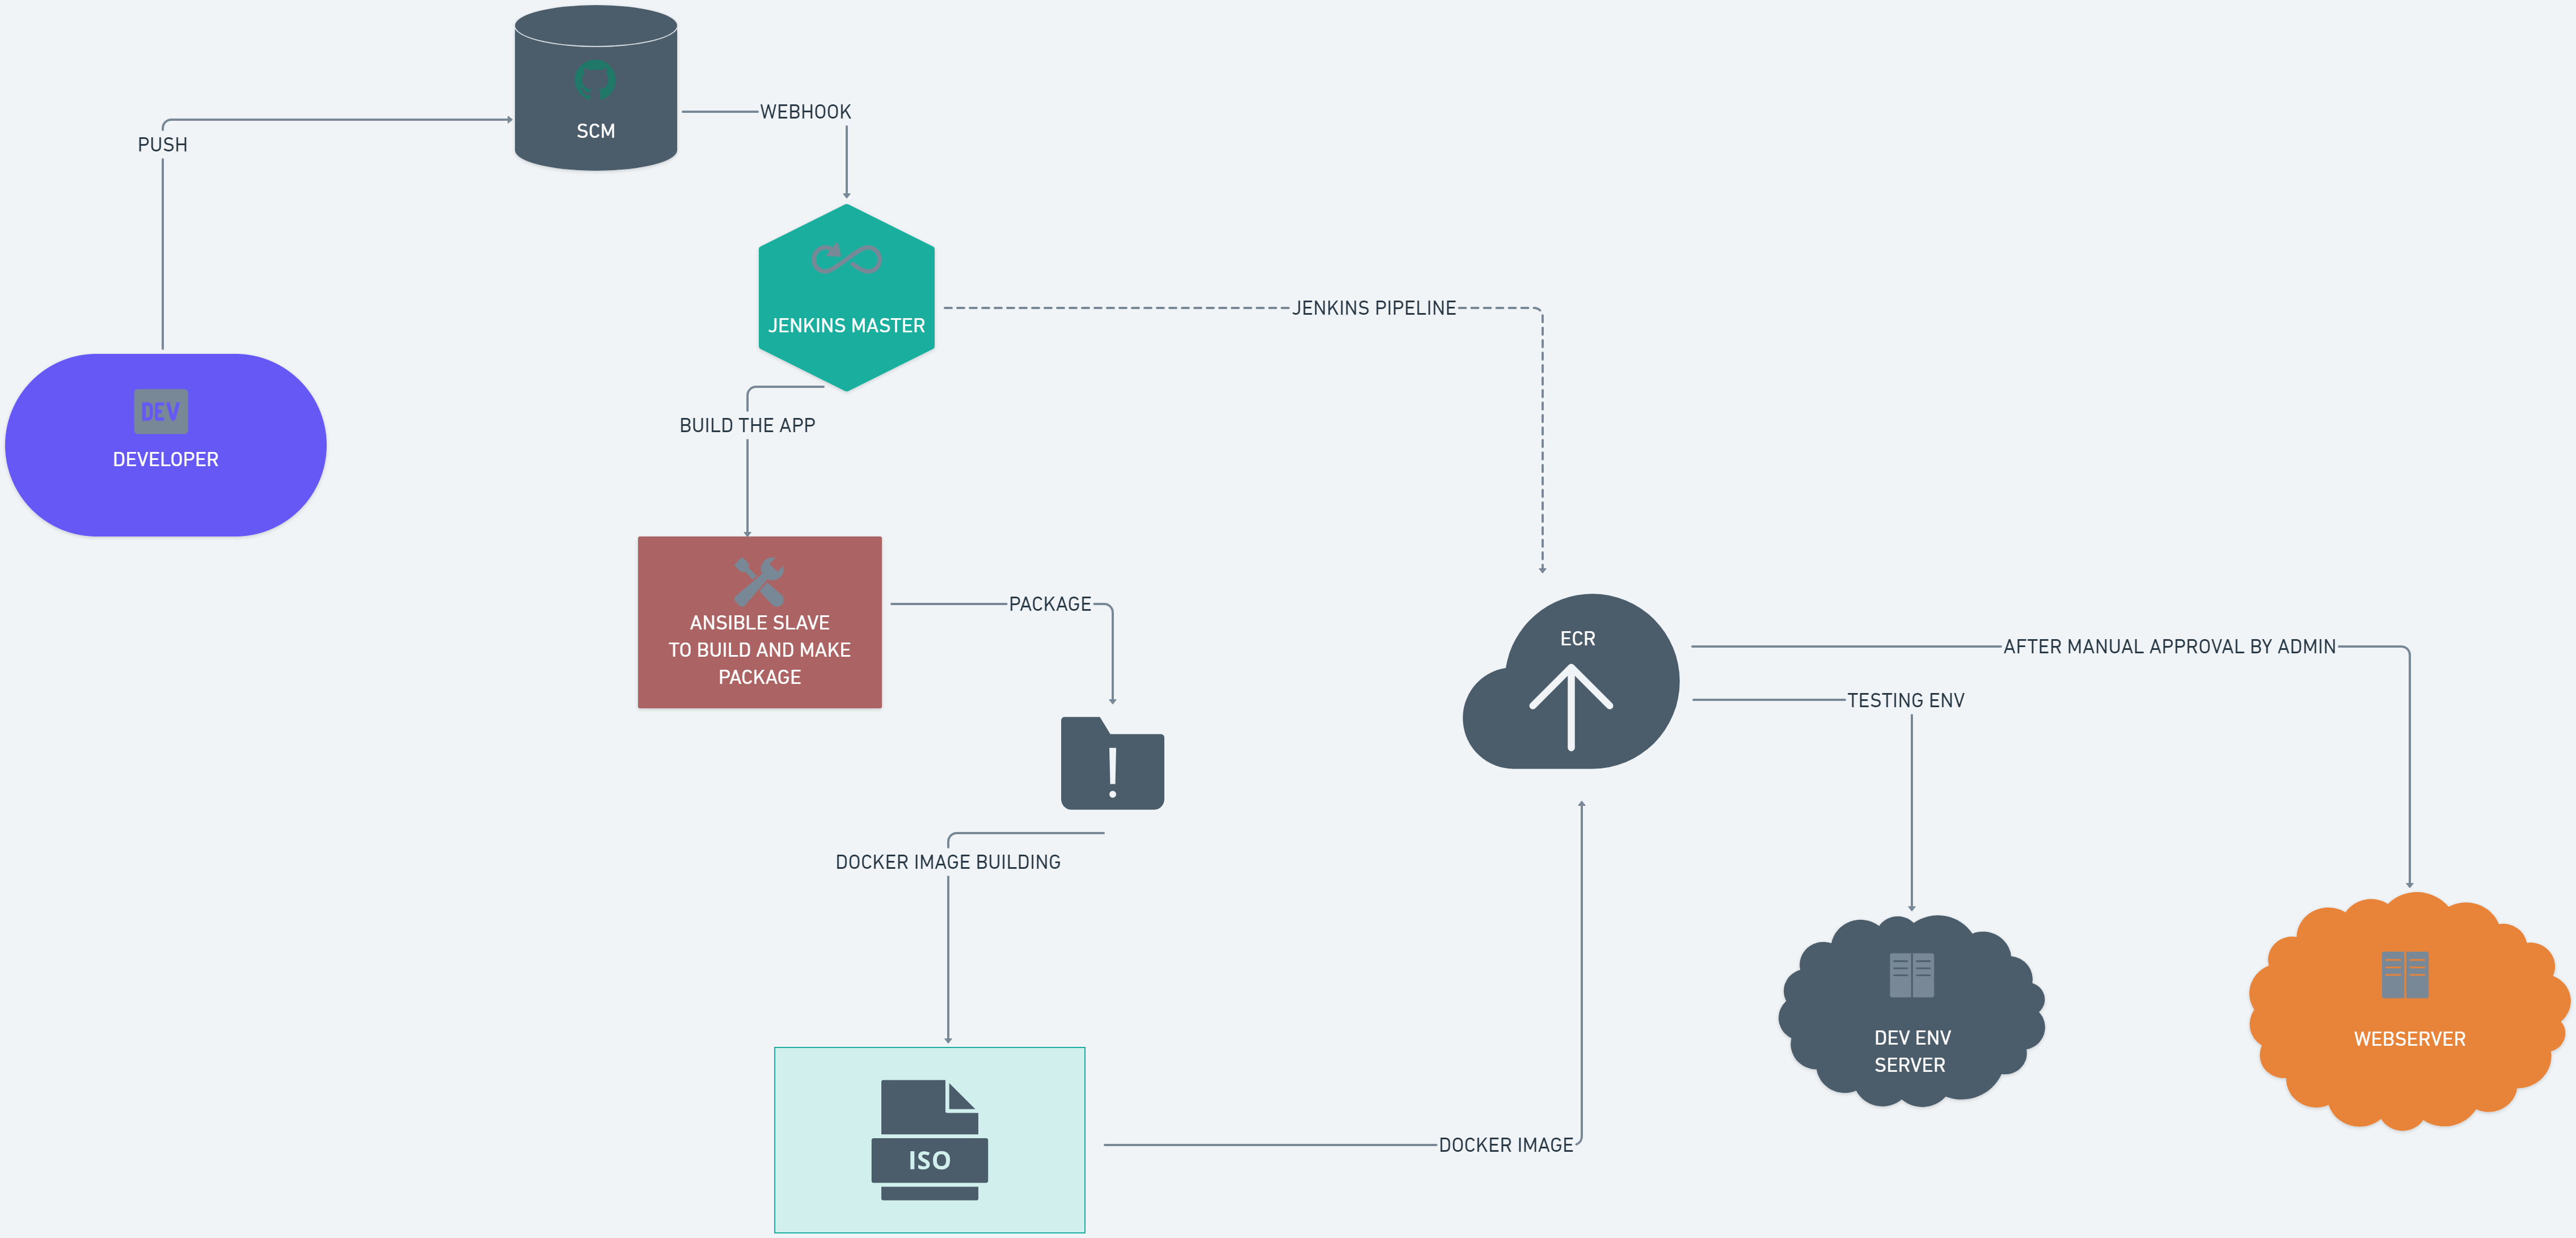 SCM
WEBHOOK
PUSH
JENKINS MASTER
JENKINS PIPELINE
DEV
DEVELOPER
BUILD THE APP
ANSIBLE SLAVE
TO BUILD AND MAKE
PACKAGE
PACKAGE
!
ECR
AFTER MANUAL APPROVAL BY ADMIN
TESTING ENV
DOCKER IMAGE BUILDING
DEV ENV
SERVER
WEBSERVER
ISO
DOCKER IMAGE